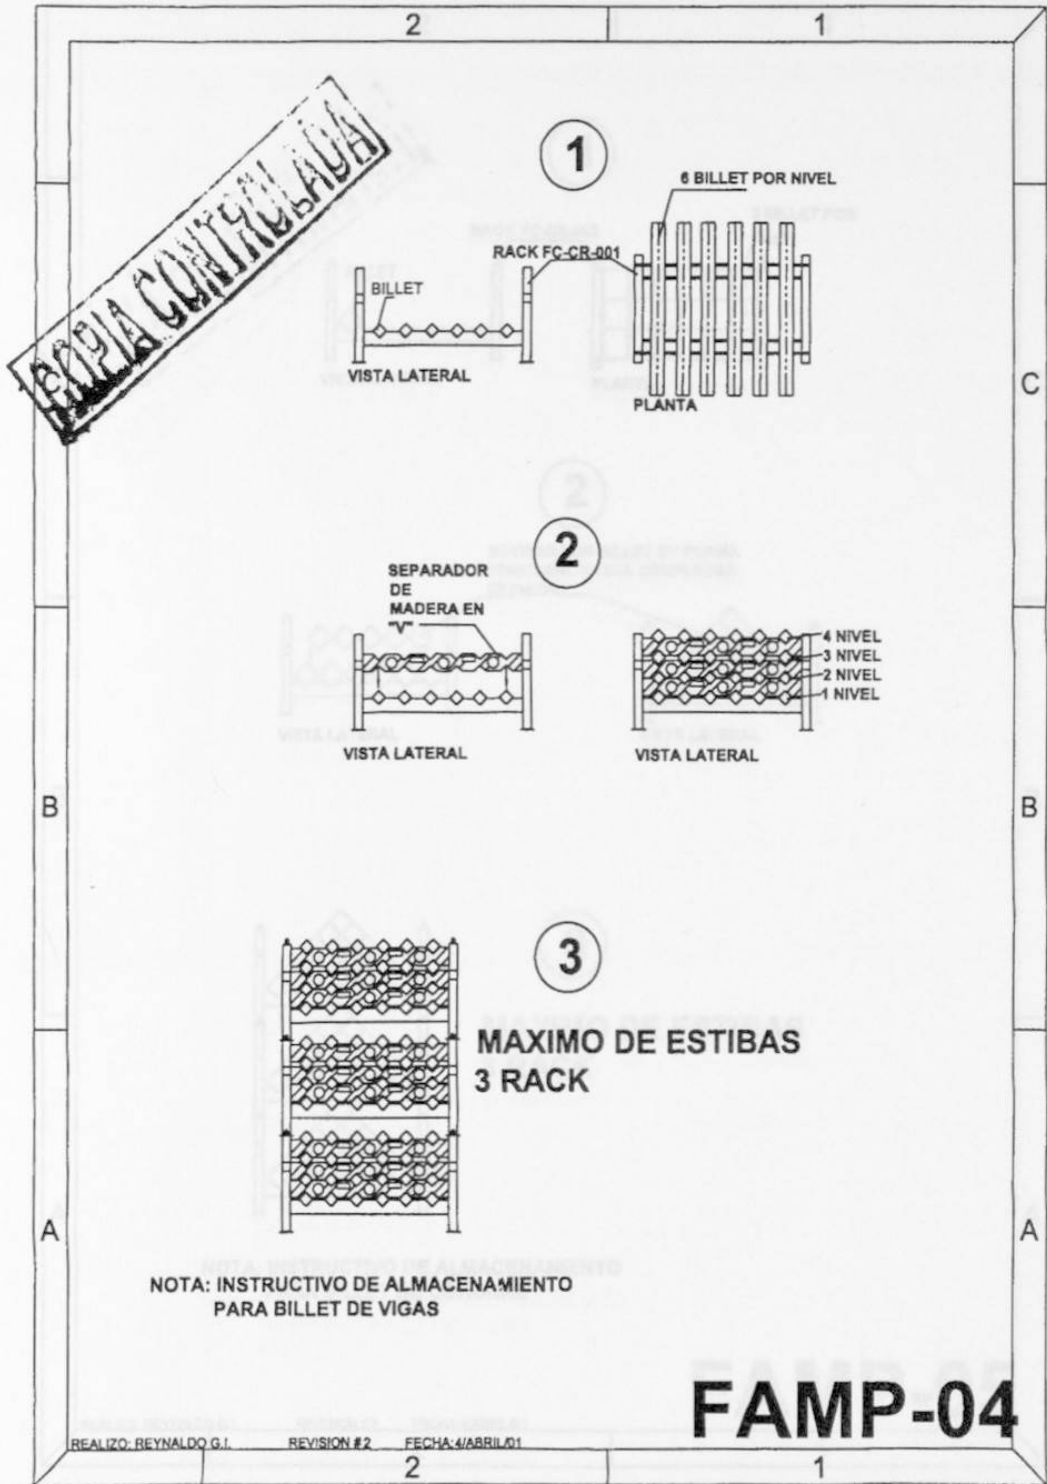 2 1
COPIA CONTROLADA
1
6 BILLET POR NIVEL
RACK FC-CR-001
BILLET
VISTA LATERAL
PLANTA
C C
2
SEPARADOR
DE
MADERA EN
"V"
4 NIVEL
3 NIVEL
2 NIVEL
1 NIVEL
VISTA LATERAL
VISTA LATERAL
B B
3
MAXIMO DE ESTIBAS
3 RACK
A A
NOTA: INSTRUCTIVO DE ALMACENAMIENTO
PARA BILLET DE VIGAS
FAMP-04
REALIZO: REYNALDO G.I. REVISION #2 FECHA:4/ABRIL/01
2 1